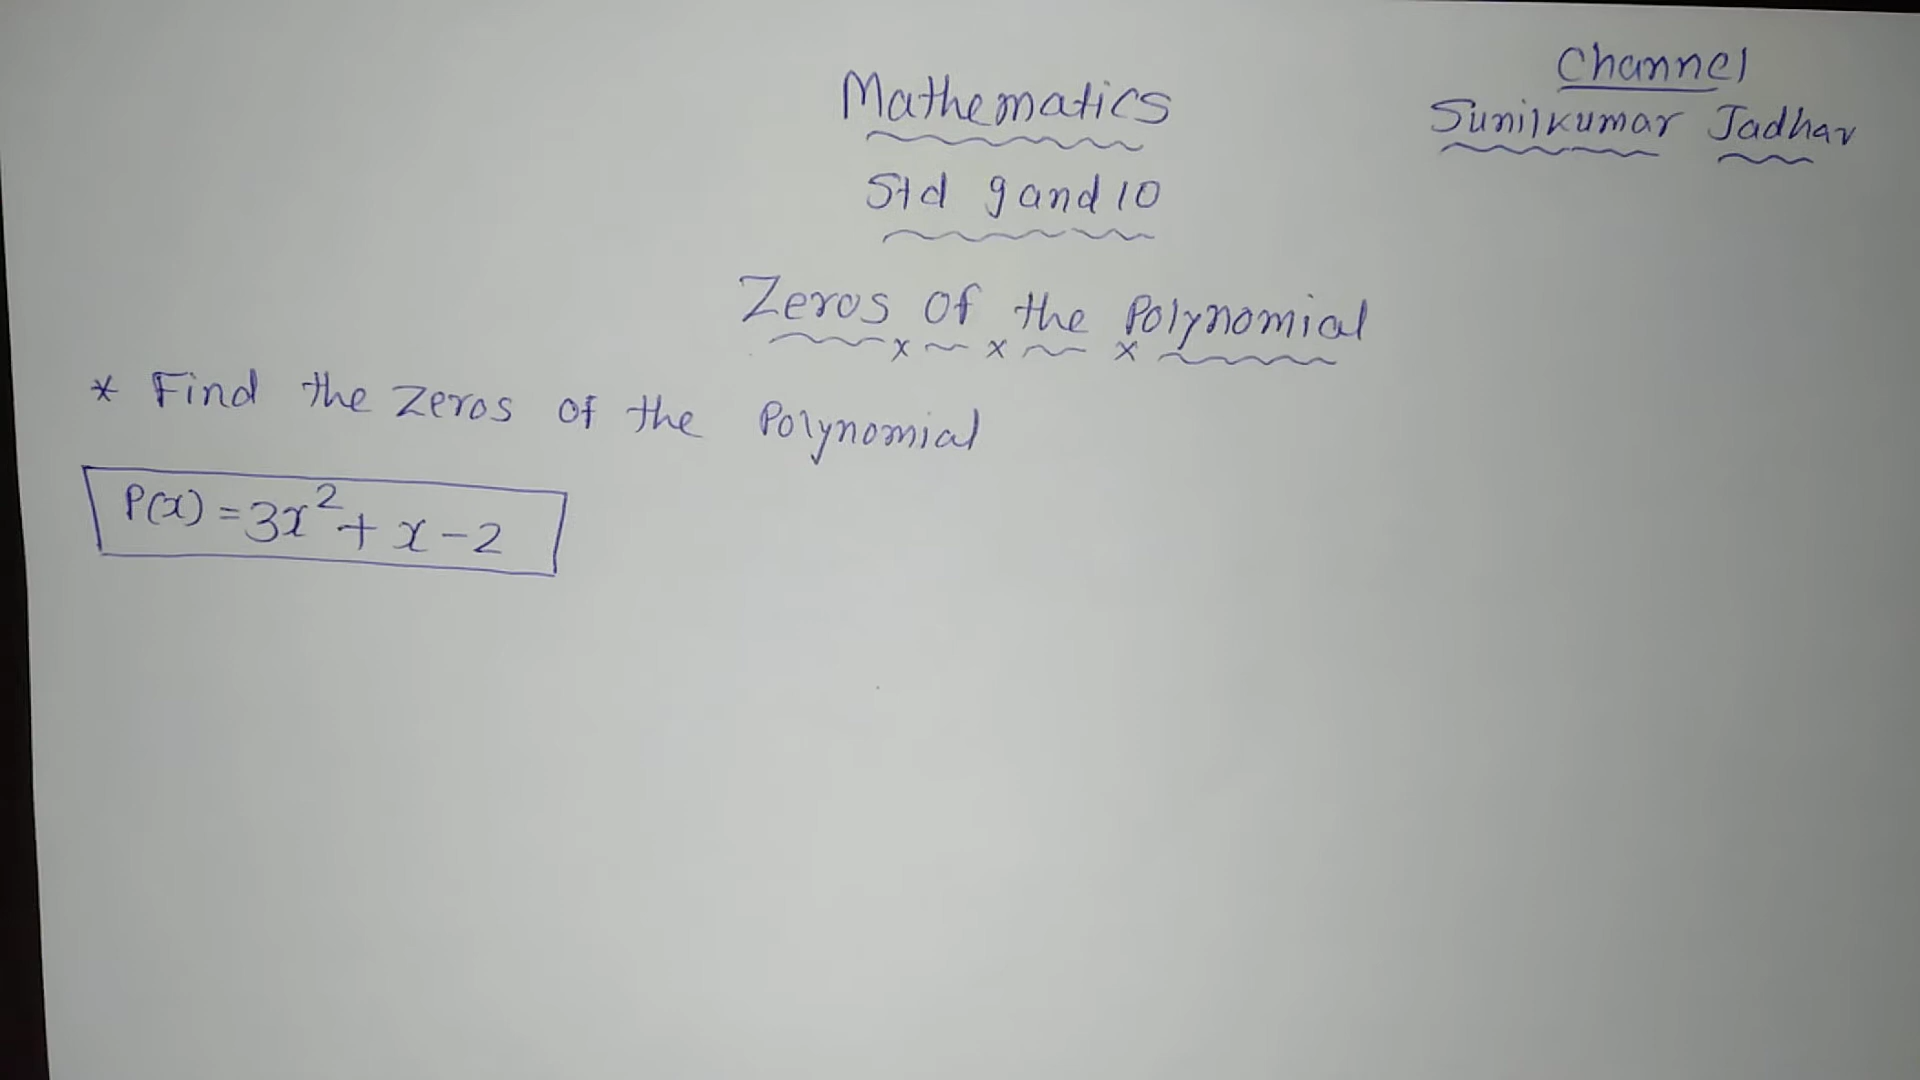 Channel
Sunilkumar Jadhav
Mathematics
Std 9 and 10
Zeros of the Polynomial
* Find the zeros of the Polynomial
P(x) = 3x² + x - 2